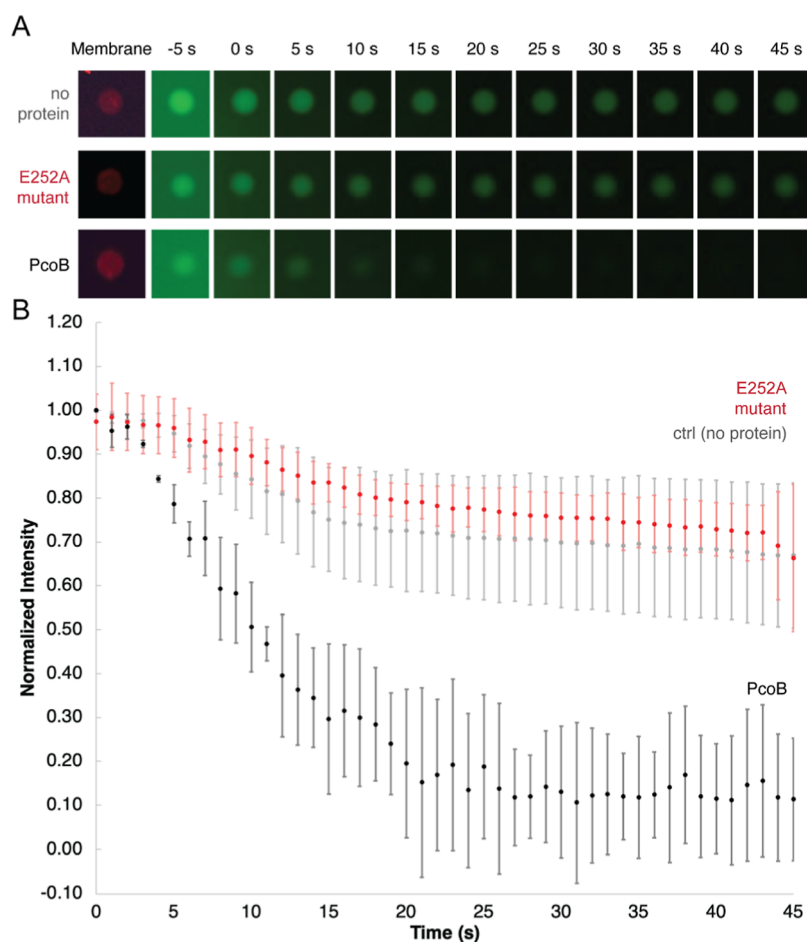 A
Membrane -5 s 0 s 5 s 10 s 15 s 20 s 25 s 30 s 35 s 40 s 45 s
no
protein
E252A
mutant
PcoB
B
1.20
1.10
1.00
0.90
0.80
0.70
0.60
0.50
0.40
0.30
0.20
0.10
0.00
-0.10
Normalized Intensity
E252A
mutant
ctrl (no protein)
PcoB
0 5 10 15 20 25 30 35 40 45
Time (s)